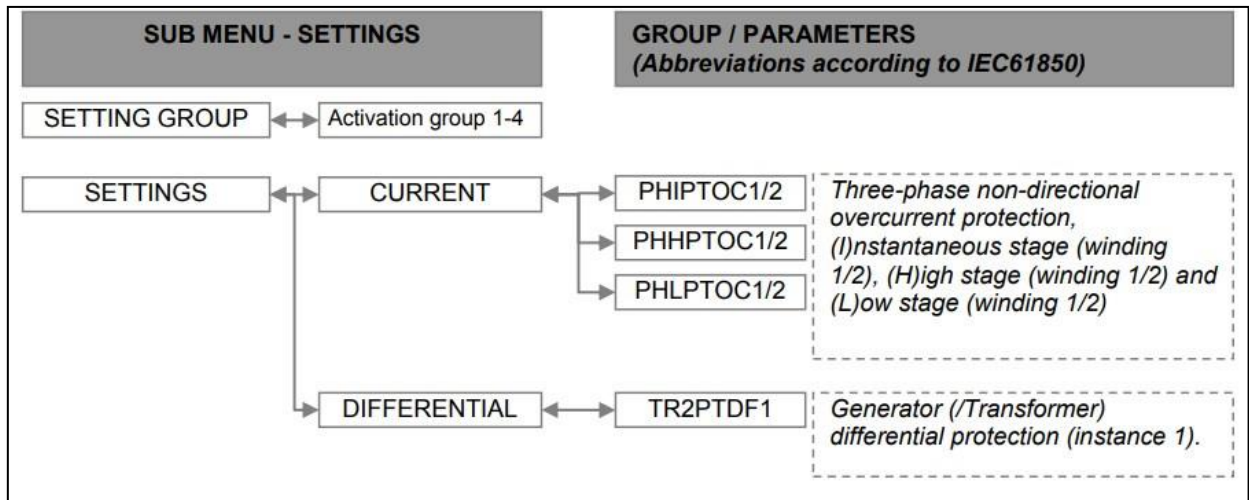 SUB MENU - SETTINGS
GROUP / PARAMETERS
(Abbreviations according to IEC61850)
SETTING GROUP
Activation group 1-4
SETTINGS
CURRENT
PHIPTOC1/2
PHHPTOC1/2
PHLPTOC1/2
Three-phase non-directional
overcurrent protection,
(I)nstantaneous stage (winding
1/2), (H)igh stage (winding 1/2) and
(L)ow stage (winding 1/2)
DIFFERENTIAL
TR2PTDF1
Generator (/Transformer)
differential protection (instance 1).